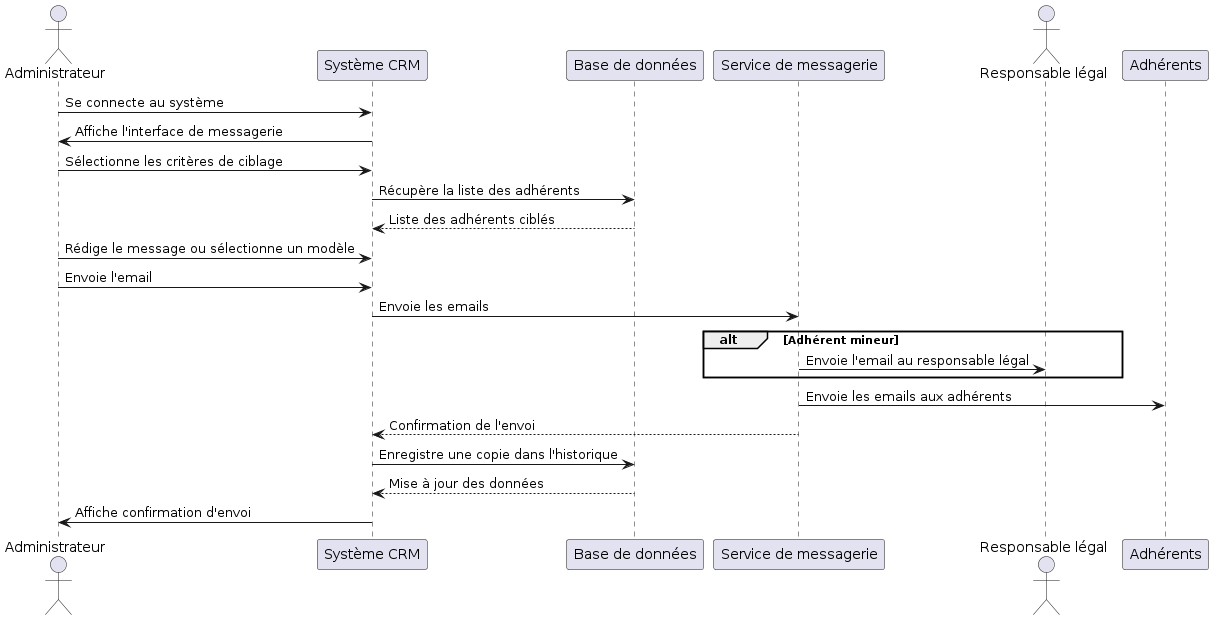 Administrateur
Système CRM
Base de données
Service de messagerie
Responsable légal
Adhérents
Se connecte au système
Affiche l'interface de messagerie
Sélectionne les critères de ciblage
Récupère la liste des adhérents
Liste des adhérents ciblés
Rédige le message ou sélectionne un modèle
Envoie l'email
Envoie les emails
alt
[Adhérent mineur]
Envoie l'email au responsable légal
Envoie les emails aux adhérents
Confirmation de l'envoi
Enregistre une copie dans l'historique
Mise à jour des données
Affiche confirmation d'envoi
Administrateur
Système CRM
Base de données
Service de messagerie
Responsable légal
Adhérents